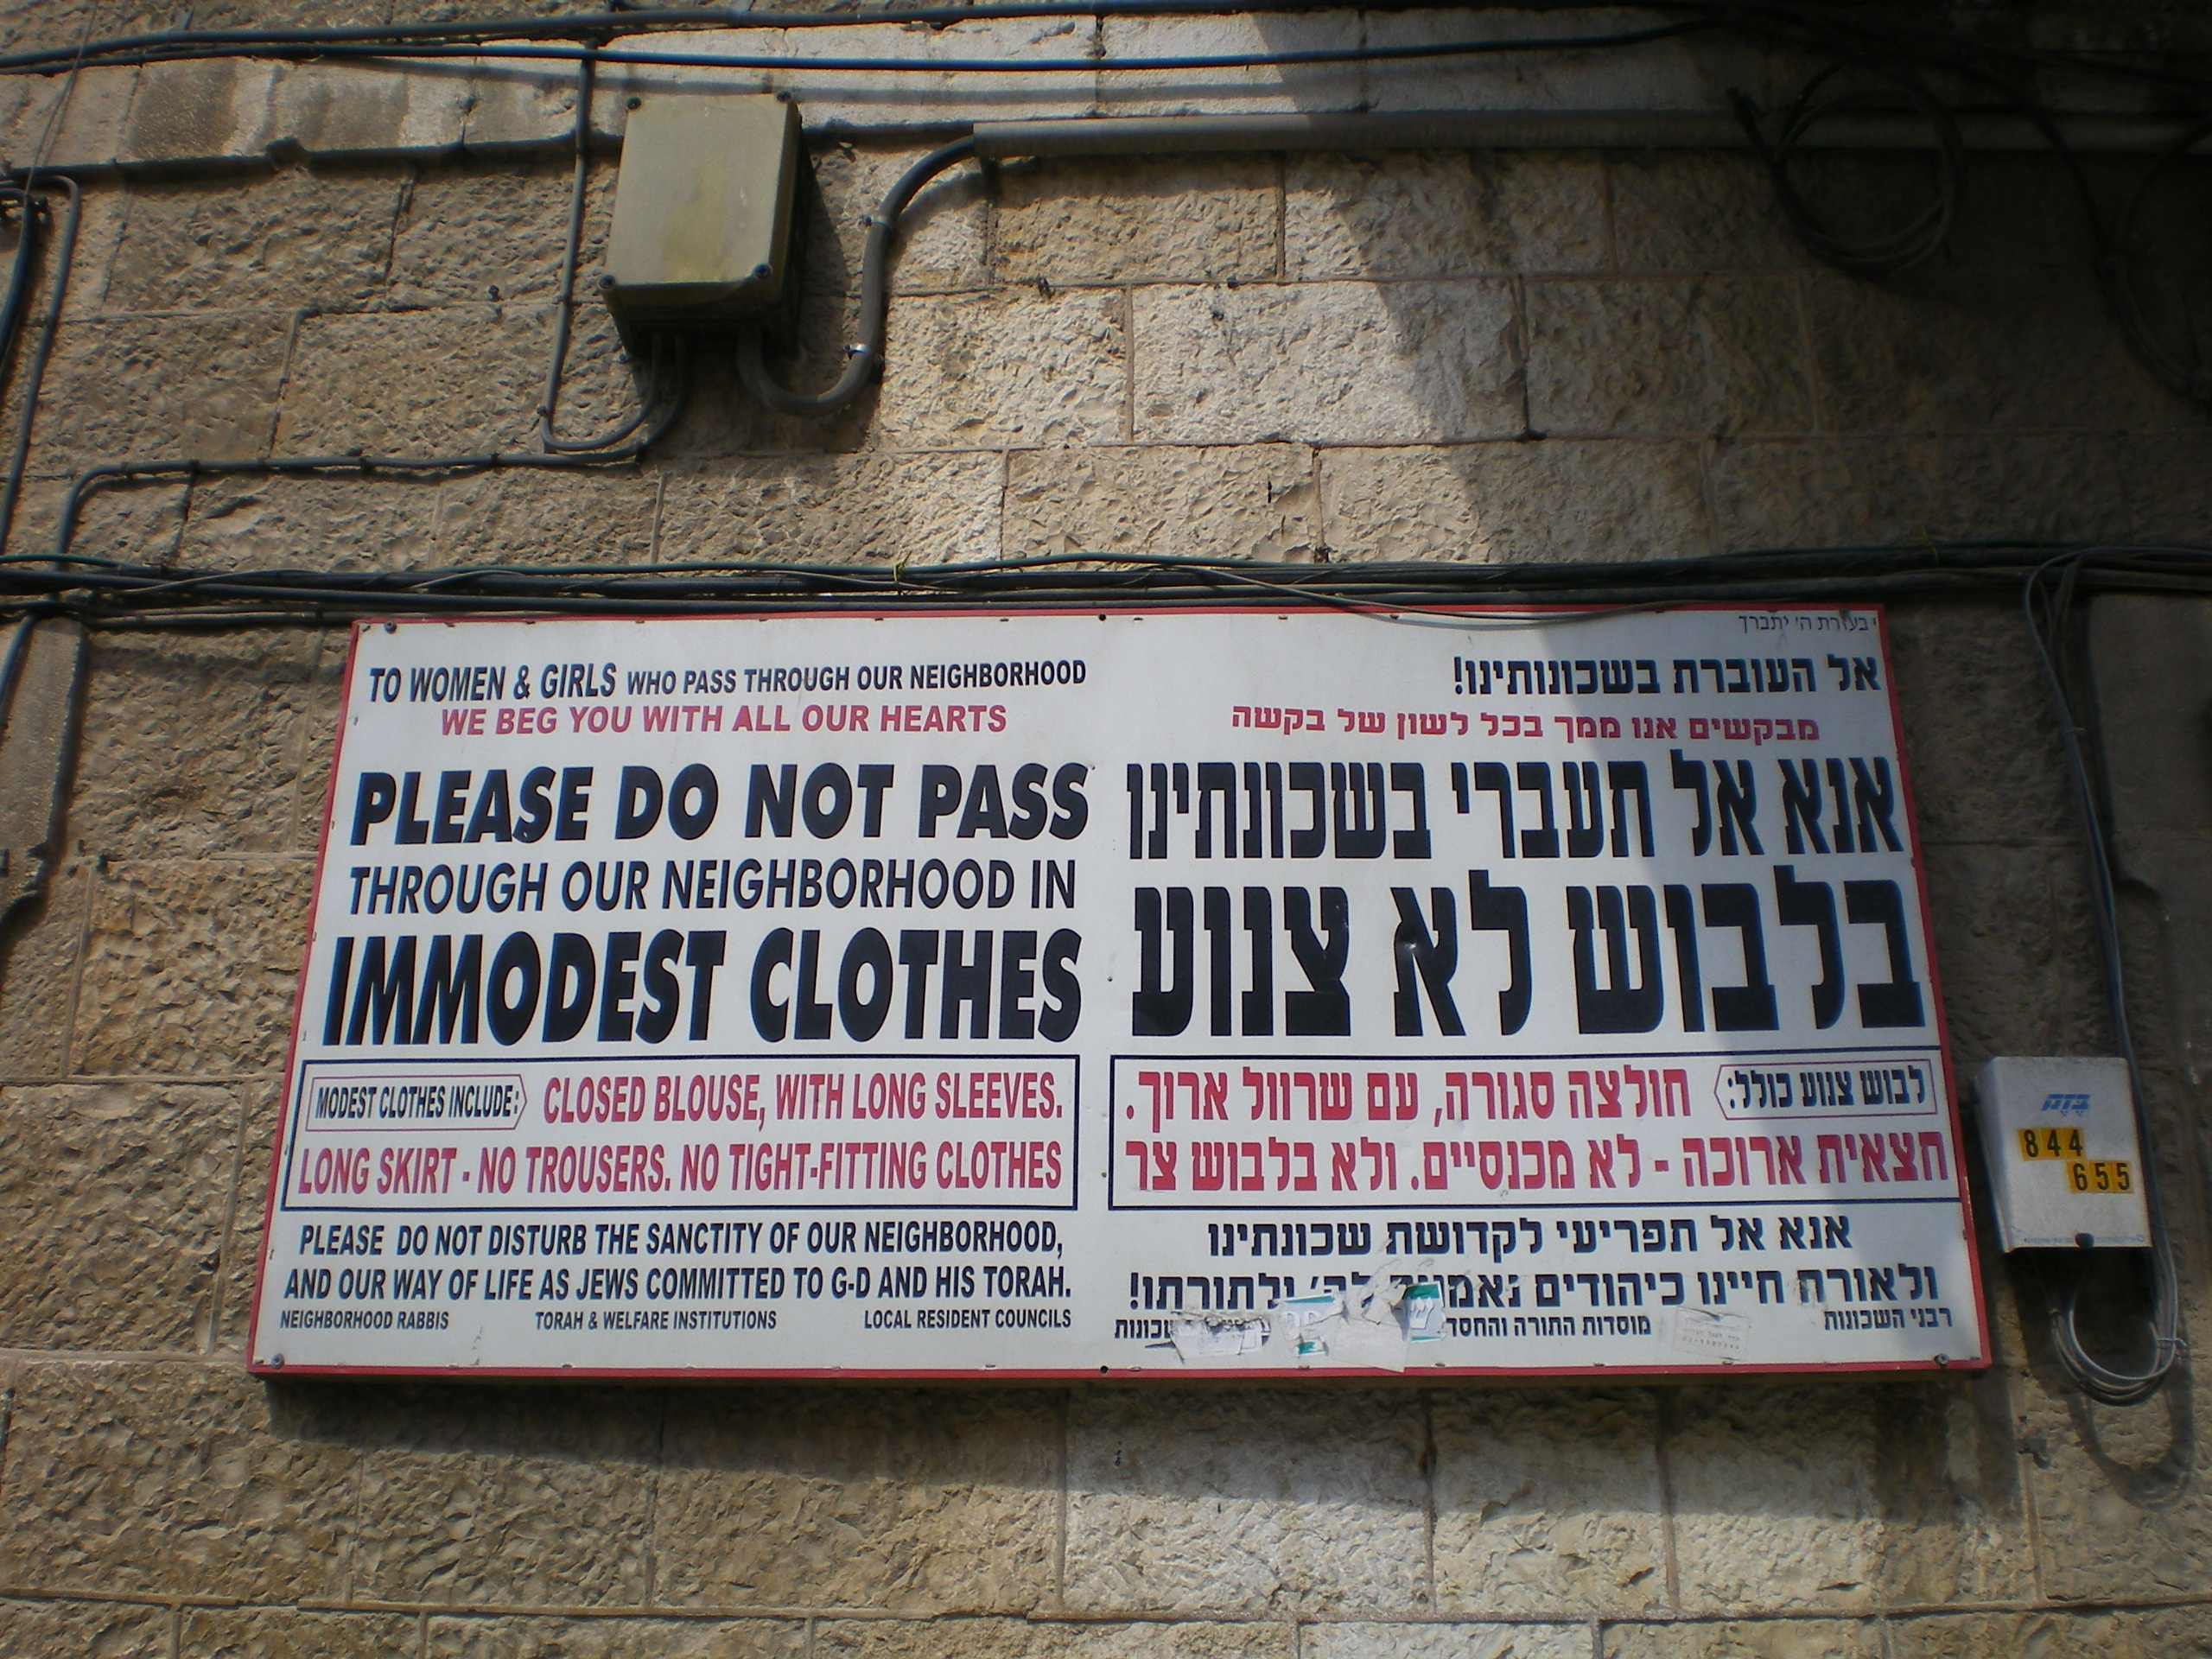 TO WOMEN & GIRLS WHO PASS THROUGH OUR NEIGHBORHOOD
WE BEG YOU WITH ALL OUR HEARTS
PLEASE DO NOT PASS
THROUGH OUR NEIGHBORHOOD IN
IMMODEST CLOTHES
MODEST CLOTHES INCLUDE: CLOSED BLOUSE, WITH LONG SLEEVES.
LONG SKIRT - NO TROUSERS. NO TIGHT-FITTING CLOTHES
PLEASE DO NOT DISTURB THE SANCTITY OF OUR NEIGHBORHOOD,
AND OUR WAY OF LIFE AS JEWS COMMITTED TO G-D AND HIS TORAH.
NEIGHBORHOOD RABBIS TORAH & WELFARE INSTITUTIONS LOCAL RESIDENT COUNCILS
בעזרת ה' יתברך
אל העוברת בשכונותינו!
מבקשים אנו ממך בכל לשון של בקשה
אנא אל תעברי בשכונתינו
בלבוש לא צנוע
לבוש צנוע כולל: חולצה סגורה, עם שרוול ארוך.
חצאית ארוכה - לא מכנסיים. ולא בלבוש צר
אנא אל תפריעי לקדושת שכונתינו
ולאורח חיינו כיהודים לה' ולתורתו!
רבני השכונות מוסדות התורה והחסד
בזק
844
655